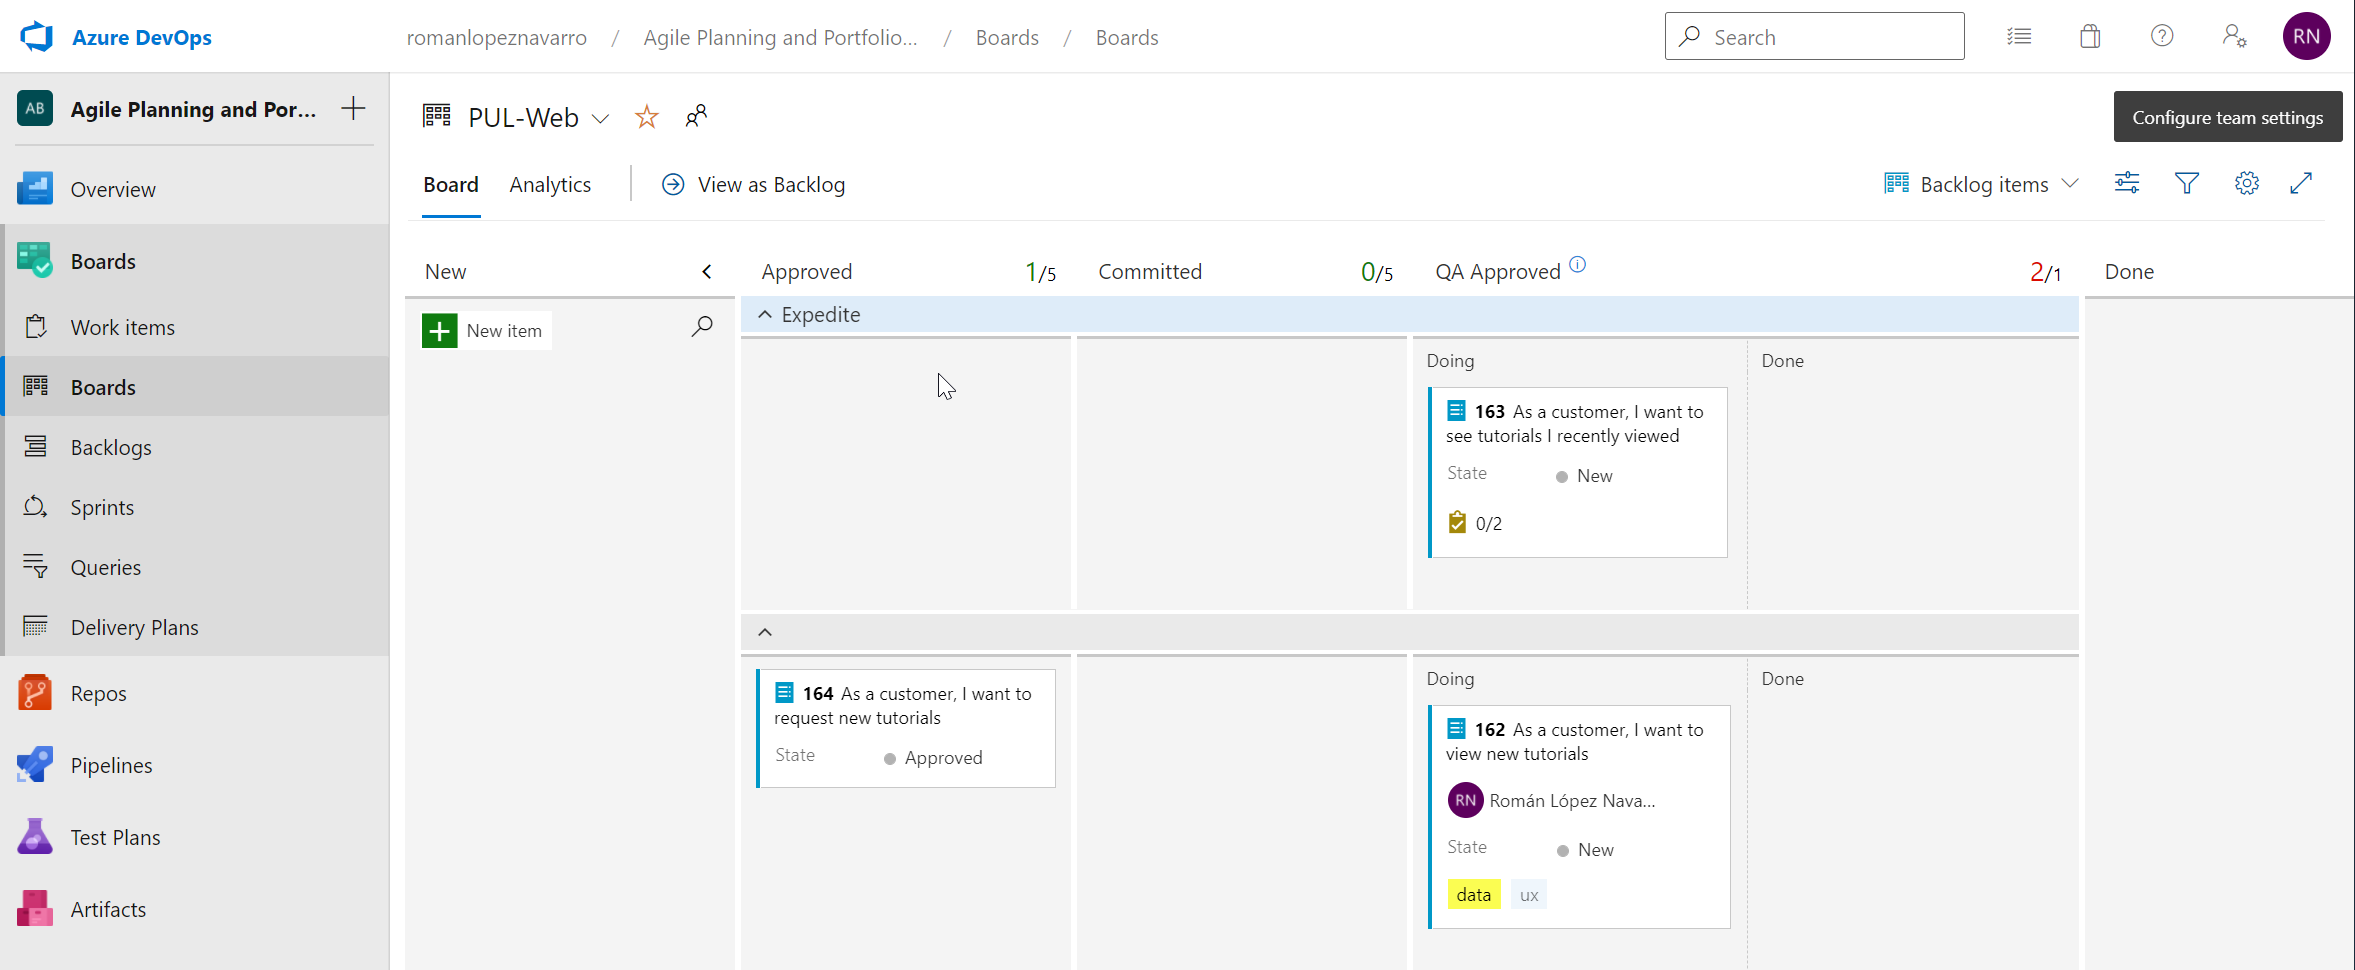 Azure DevOps
romanlopeznavarro / Agile Planning and Portfolio... / Boards / Boards
Search
RN
AB
Agile Planning and Por...
Overview
Boards
Work items
Boards
Backlogs
Sprints
Queries
Delivery Plans
Repos
Pipelines
Test Plans
Artifacts
PUL-Web
Configure team settings
Board
Analytics
View as Backlog
Backlog items
New
Approved
1/5
Committed
0/5
QA Approved
2/1
Done
New item
Expedite
Doing
Done
163 As a customer, I want to
see tutorials I recently viewed
State
New
0/2
164 As a customer, I want to
request new tutorials
State
Approved
Doing
Done
162 As a customer, I want to
view new tutorials
RN
Román López Nava...
State
New
data
ux